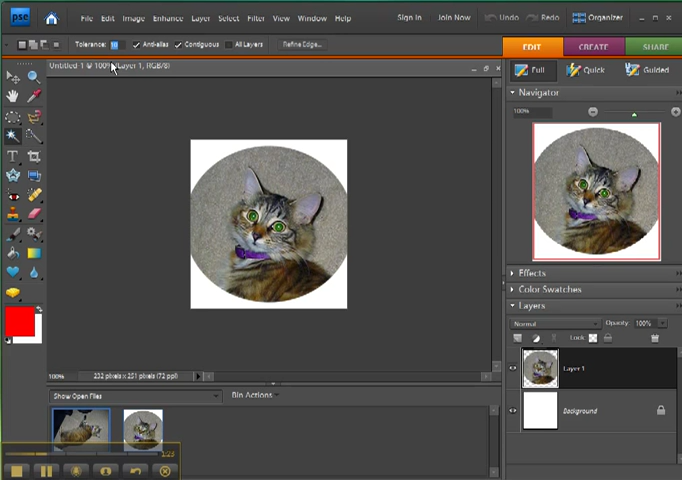 pse File Edit Image Enhance Layer Select Filter View Window Help Sign In Join Now Undo Redo Organizer
Tolerance: Anti-alias Contiguous All Layers Refine Edge...
EDIT CREATE SHARE
Untitled-1 @ 100% (Layer 1, RGB/8)
Full Quick Guided
Navigator
100%
Effects
Color Swatches
Layers
Normal Opacity: 100%
Lock:
Layer 1
Background
100% 232 pixels x 251 pixels (72 ppi)
Show Open Files Bin Actions